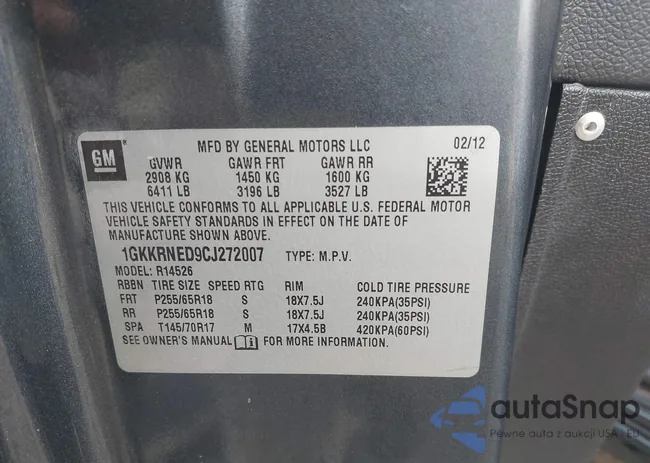 GM
MFD BY GENERAL MOTORS LLC 02/12
GVWR GAWR FRT GAWR RR
2908 KG 1450 KG 1600 KG
6411 LB 3196 LB 3527 LB
THIS VEHICLE CONFORMS TO ALL APPLICABLE U.S. FEDERAL MOTOR
VEHICLE SAFETY STANDARDS IN EFFECT ON THE DATE OF
MANUFACTURE SHOWN ABOVE.
1GKKRNED9CJ272007 TYPE: M.P.V.
MODEL: R14526
RBBN TIRE SIZE SPEED RTG RIM COLD TIRE PRESSURE
FRT P255/65R18 S 18X7.5J 240KPA(35PSI)
RR P255/65R18 S 18X7.5J 240KPA(35PSI)
SPA T145/70R17 M 17X4.5B 420KPA(60PSI)
SEE OWNER'S MANUAL FOR MORE INFORMATION.
autaSnap
Pewne auta z aukcji USA i EU